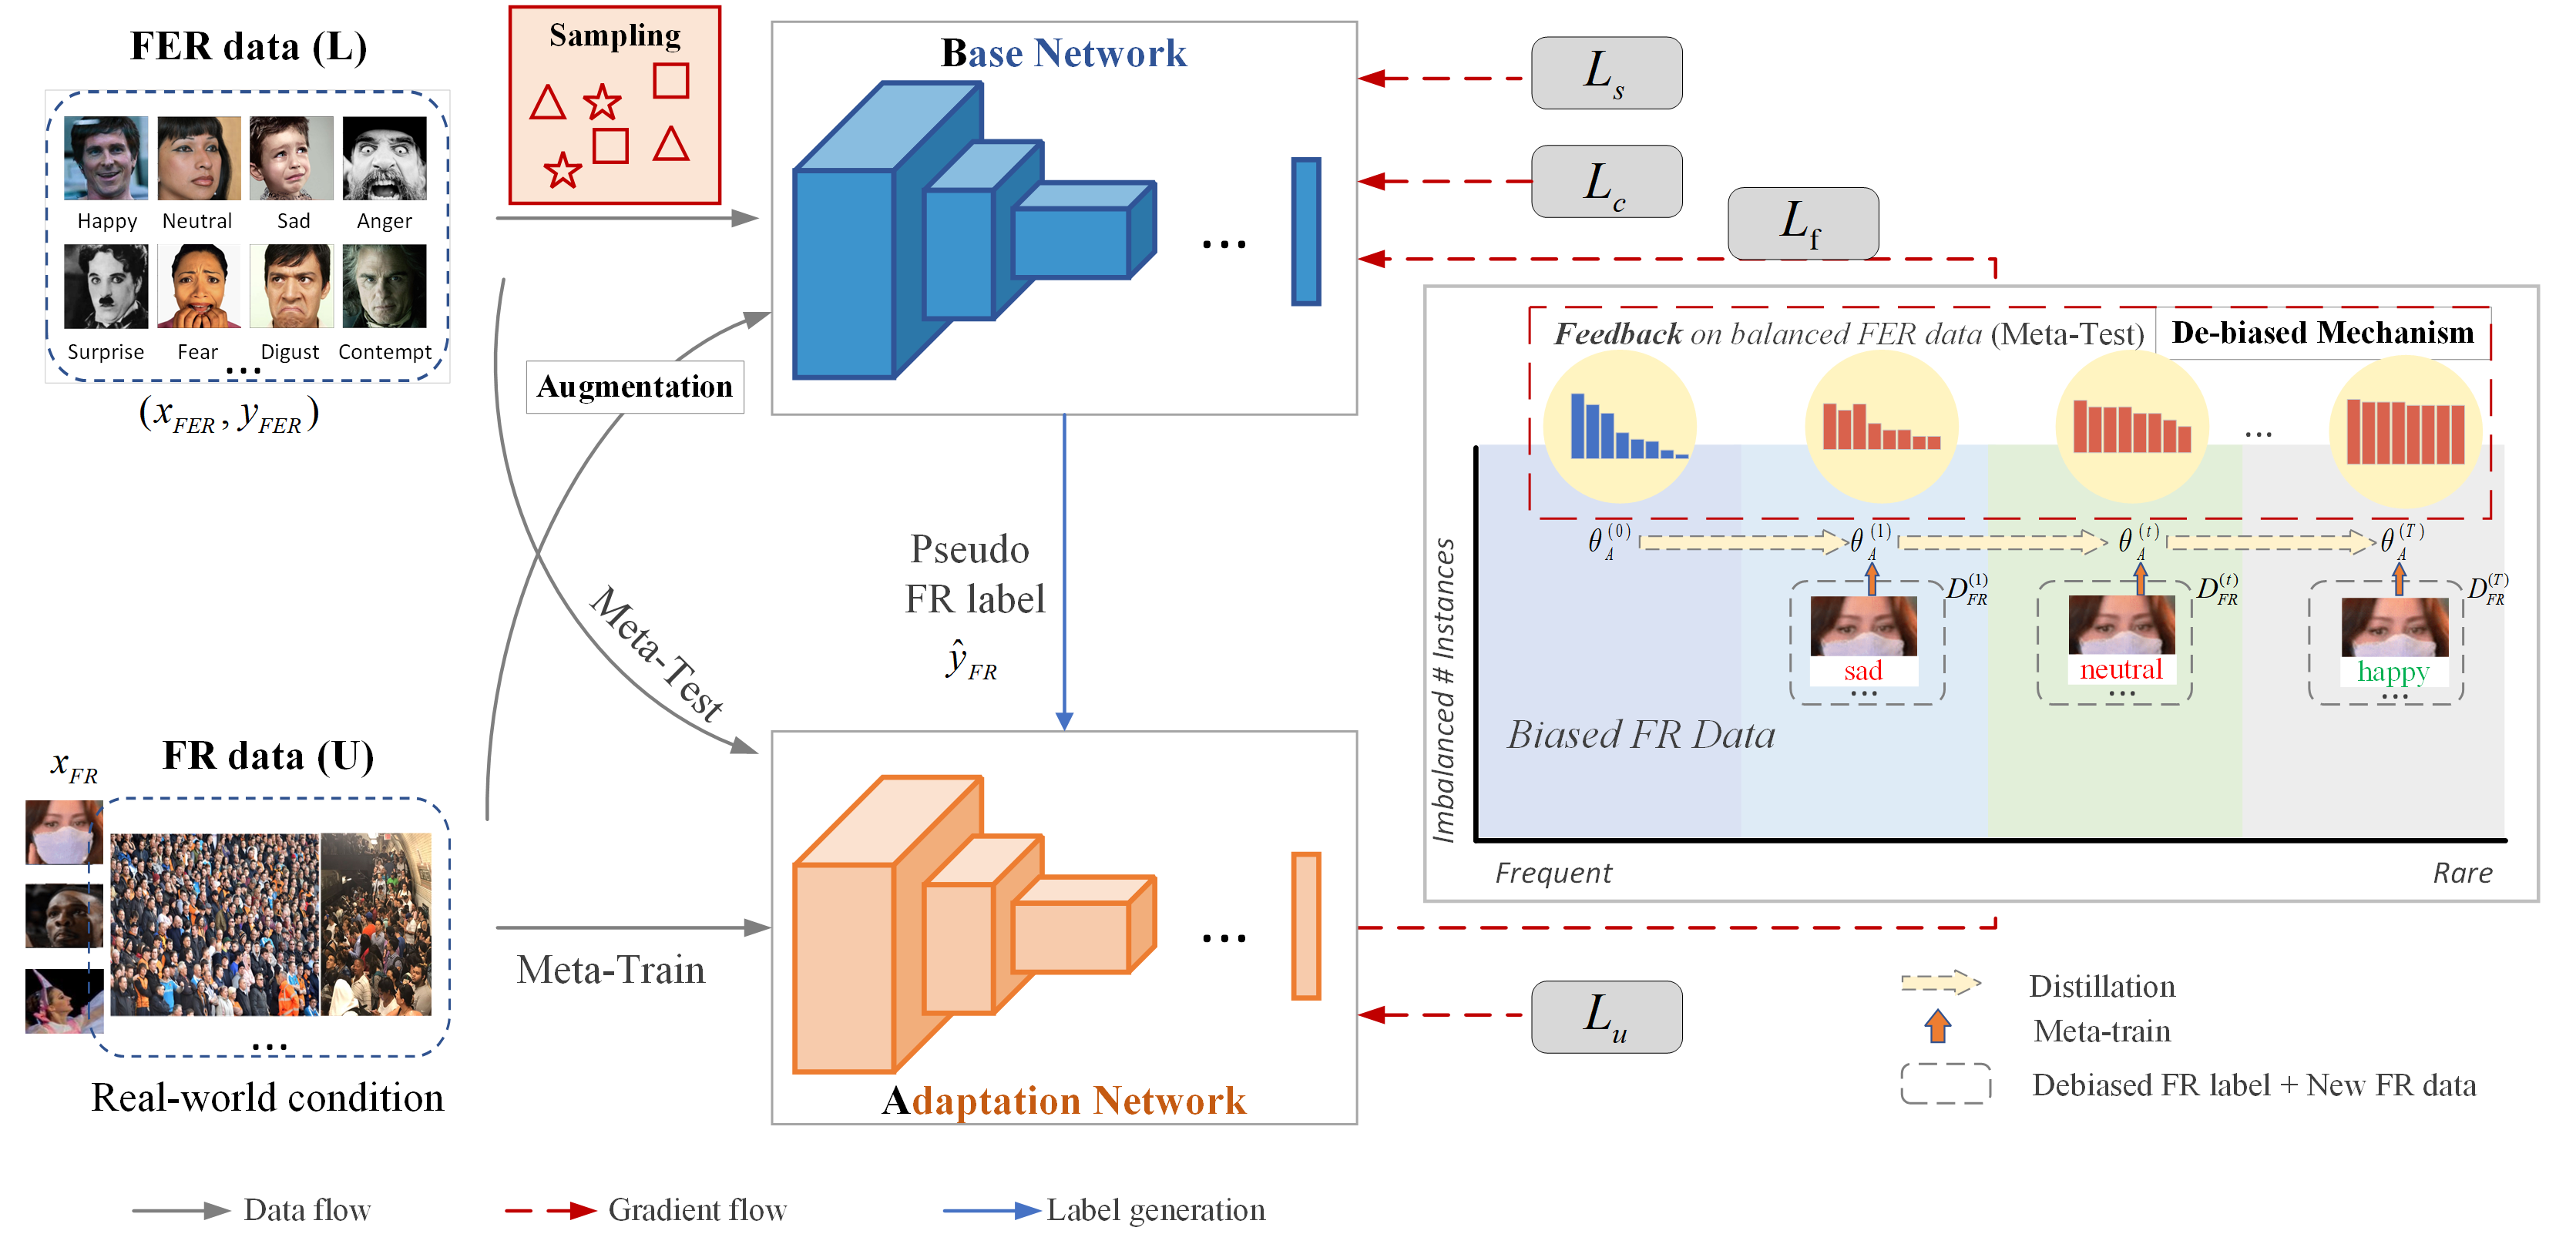 FER data (L)
Happy Neutral Sad Anger
Surprise Fear Digust Contempt
...
(x_FER, y_FER)
Sampling
Base Network
...
L_s
L_c
L_f
Augmentation
Pseudo
FR label
ŷ_FR
Meta-Test
x_FR
FR data (U)
...
Real-world condition
Meta-Train
...
Adaptation Network
L_u
Feedback on balanced FER data (Meta-Test)
De-biased Mechanism
...
θ_A^(0) θ_A^(1) θ_A^(t) θ_A^(T)
D_FR^(1) D_FR^(t) D_FR^(T)
sad neutral happy
... ... ...
Biased FR Data
Imbalanced # Instances
Frequent Rare
Distillation
Meta-train
Debiased FR label + New FR data
Data flow
Gradient flow
Label generation